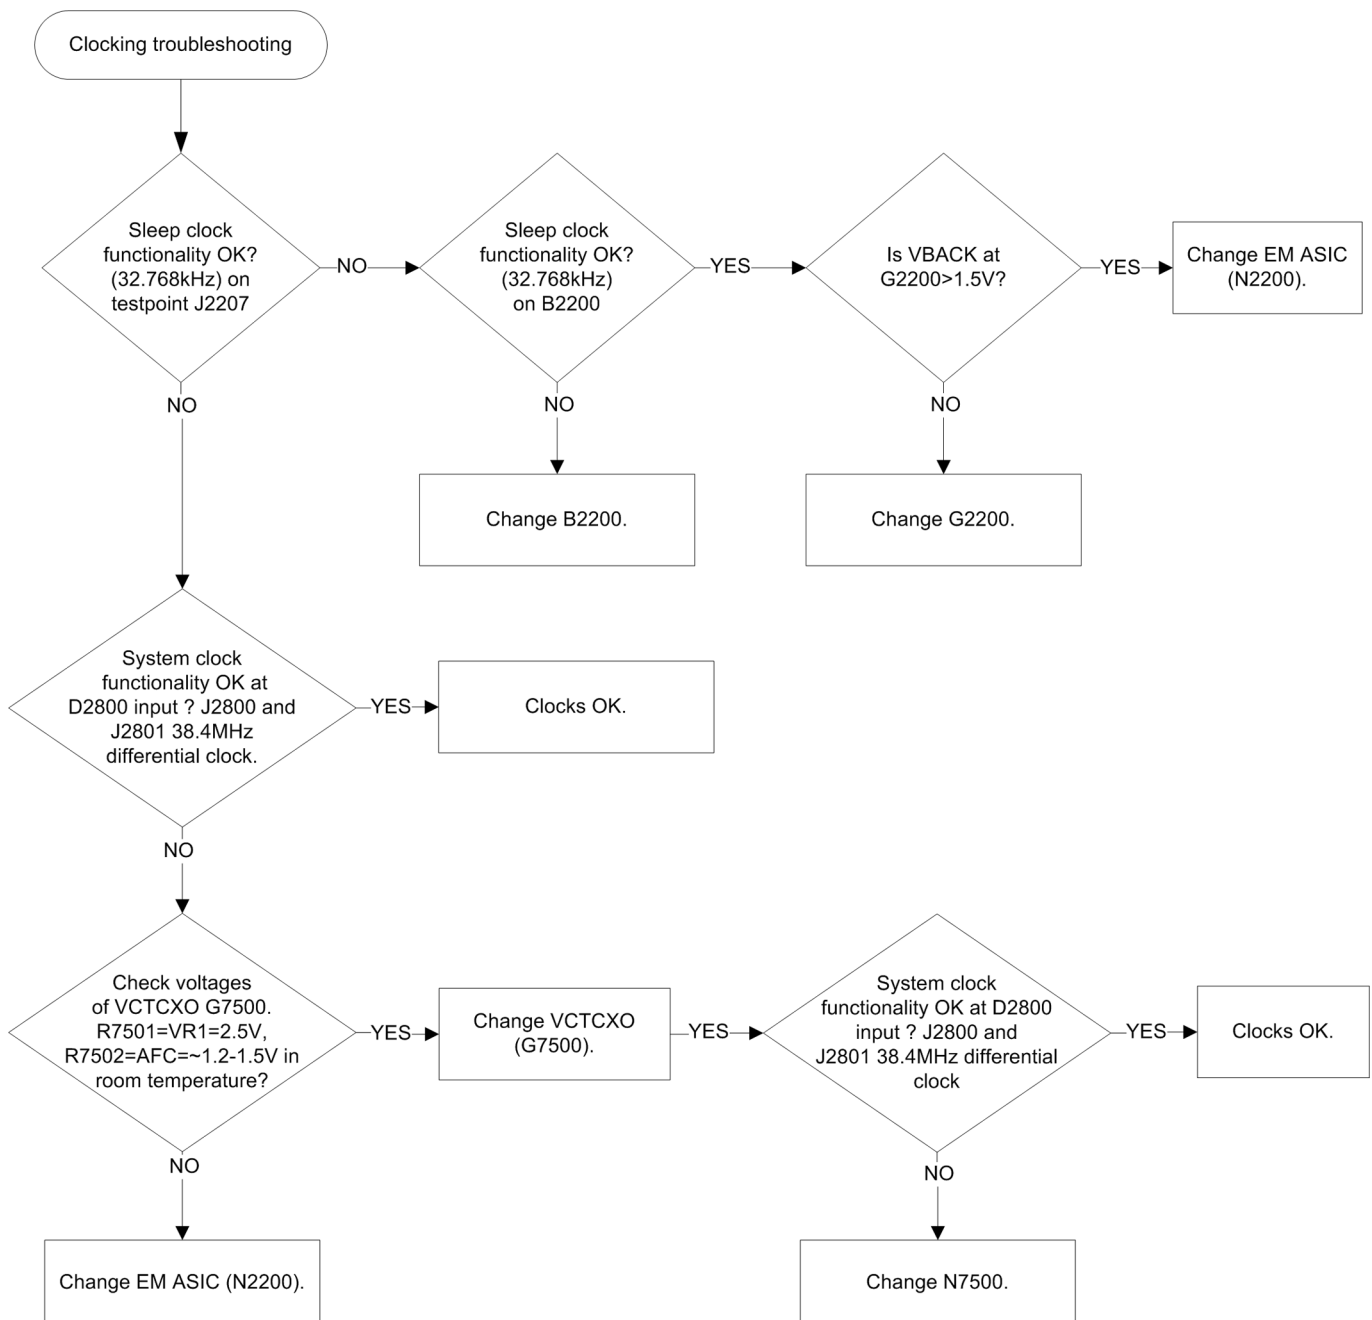 Clocking troubleshooting
Sleep clock
functionality OK?
(32.768kHz) on
testpoint J2207
NO
Sleep clock
functionality OK?
(32.768kHz)
on B2200
YES
Is VBACK at
G2200>1.5V?
YES
Change EM ASIC
(N2200).
NO
NO
NO
Change B2200.
Change G2200.
System clock
functionality OK at
D2800 input ? J2800 and
J2801 38.4MHz
differential clock.
YES
Clocks OK.
NO
Check voltages
of VCTCXO G7500.
R7501=VR1=2.5V,
R7502=AFC=~1.2-1.5V in
room temperature?
YES
Change VCTCXO
(G7500).
YES
System clock
functionality OK at D2800
input ? J2800 and
J2801 38.4MHz differential
clock
YES
Clocks OK.
NO
NO
Change EM ASIC (N2200).
Change N7500.